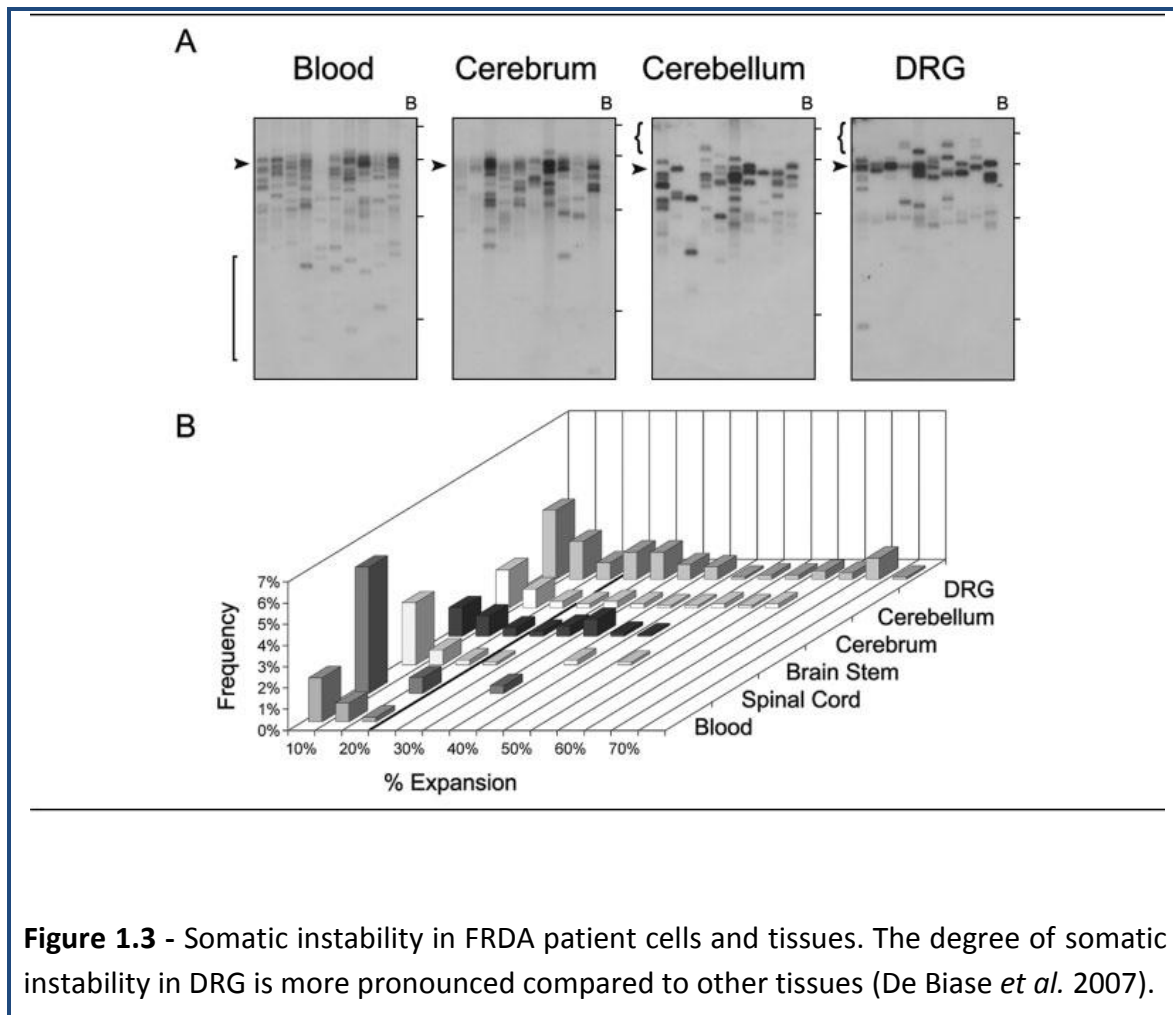 A
Blood Cerebrum Cerebellum DRG
B B B B
B
Frequency
7%
6%
5%
4%
3%
2%
1%
0%
10% 20% 30% 40% 50% 60% 70%
% Expansion
DRG
Cerebellum
Cerebrum
Brain Stem
Spinal Cord
Blood
Figure 1.3 - Somatic instability in FRDA patient cells and tissues. The degree of somatic
instability in DRG is more pronounced compared to other tissues (De Biase et al. 2007).